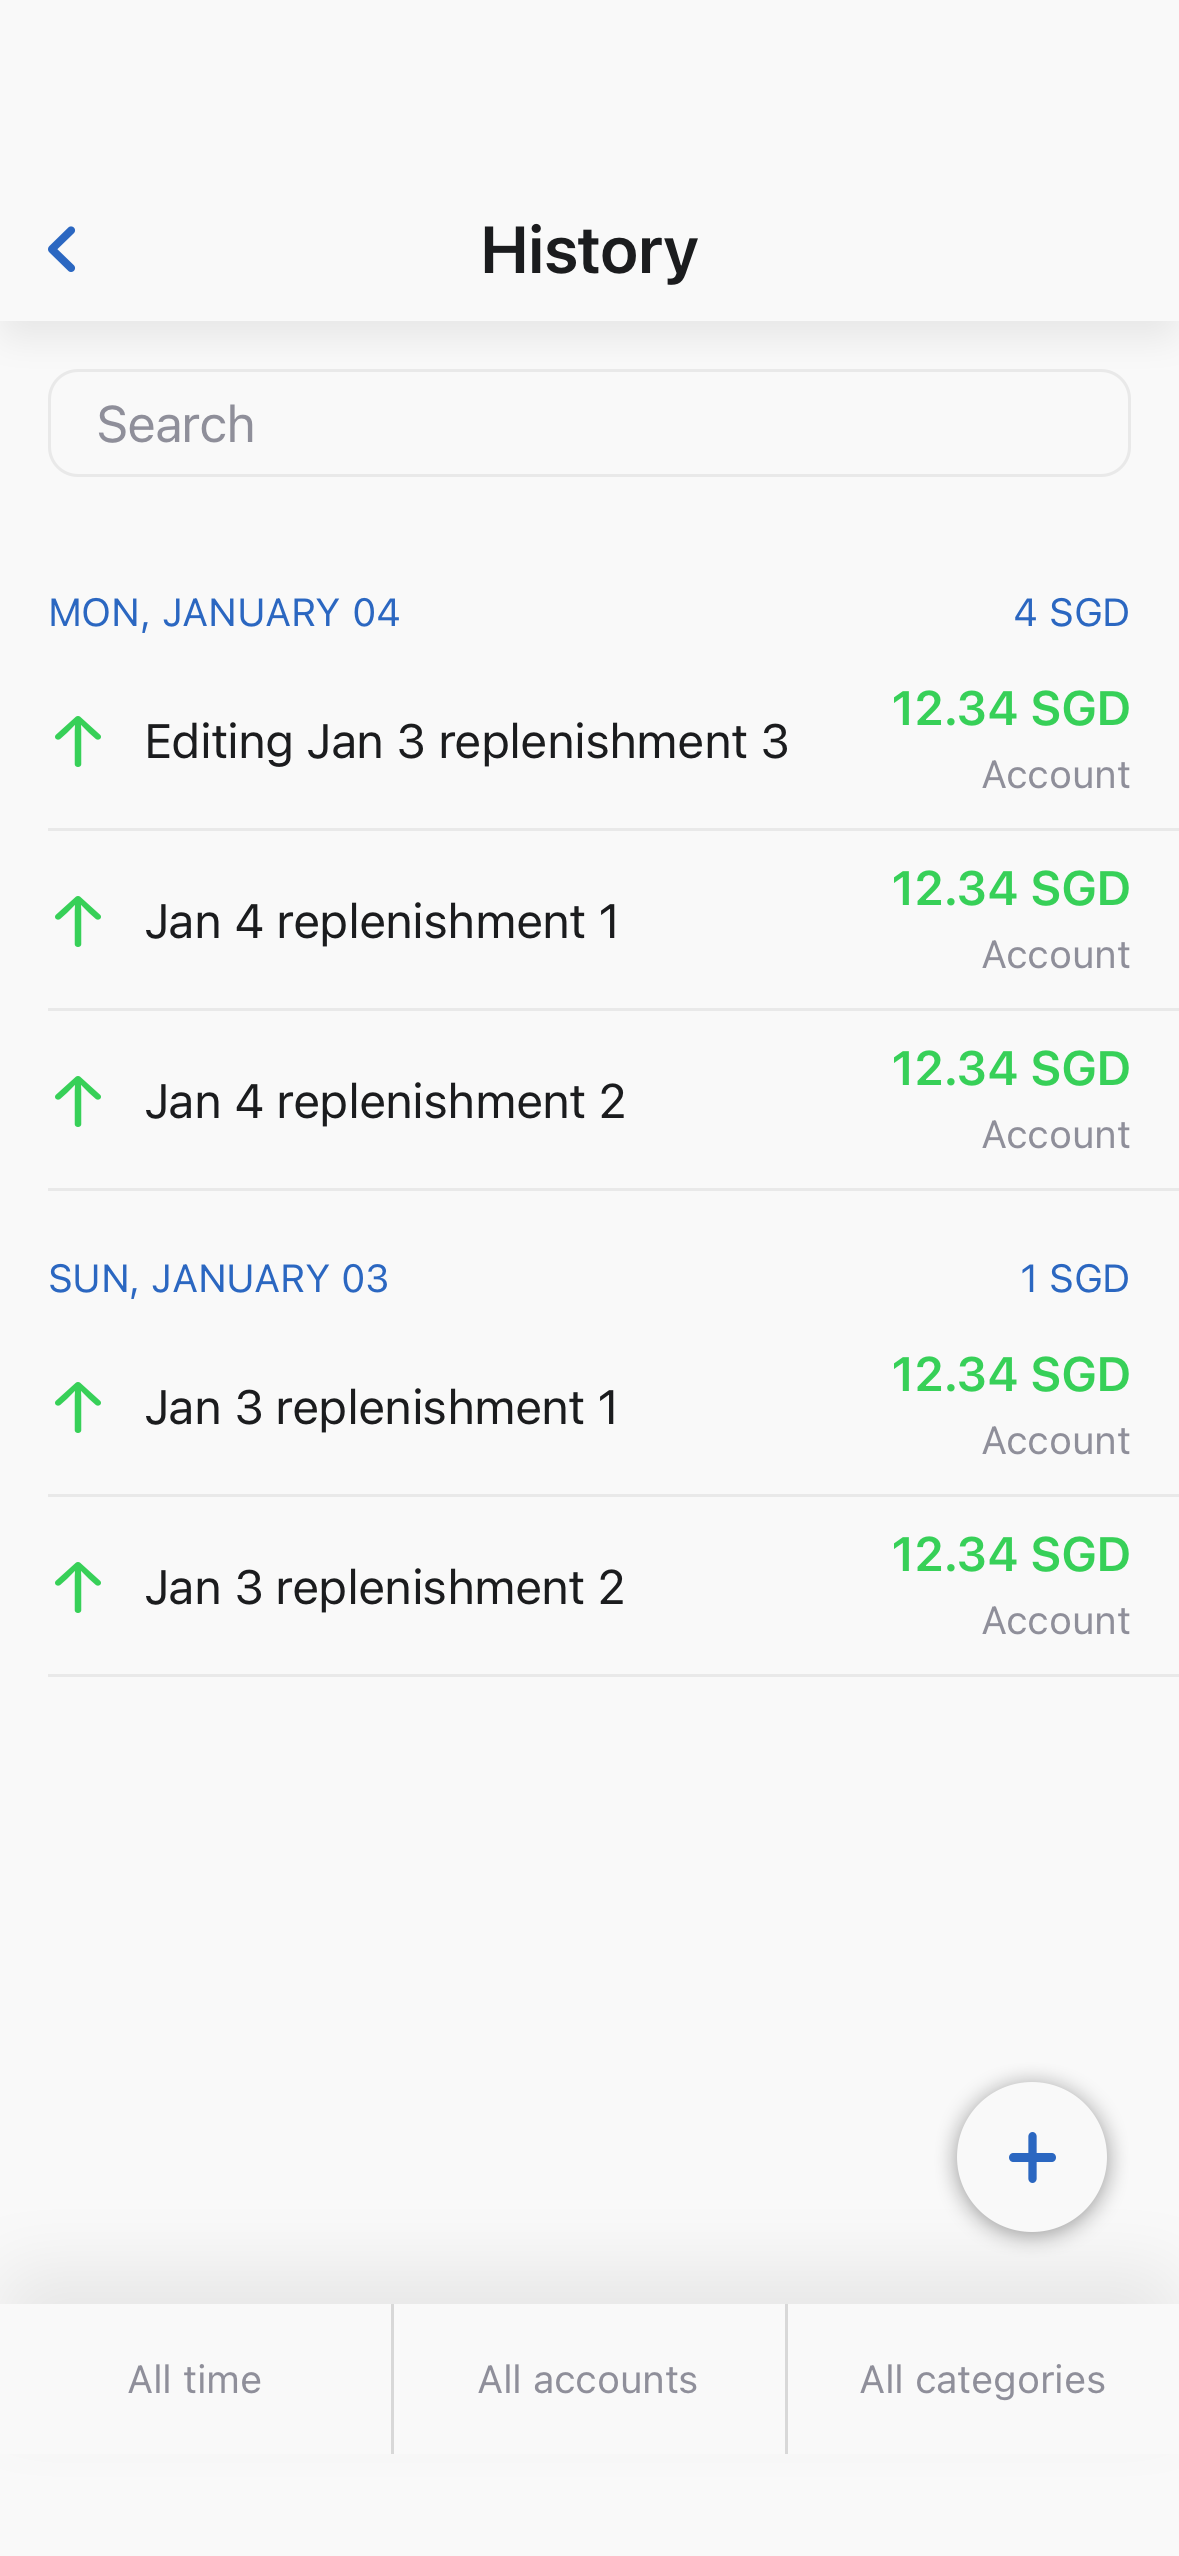 History
Search
MON, JANUARY 04 4 SGD
Editing Jan 3 replenishment 3 12.34 SGD
Account
Jan 4 replenishment 1 12.34 SGD
Account
Jan 4 replenishment 2 12.34 SGD
Account
SUN, JANUARY 03 1 SGD
Jan 3 replenishment 1 12.34 SGD
Account
Jan 3 replenishment 2 12.34 SGD
Account
All time All accounts All categories